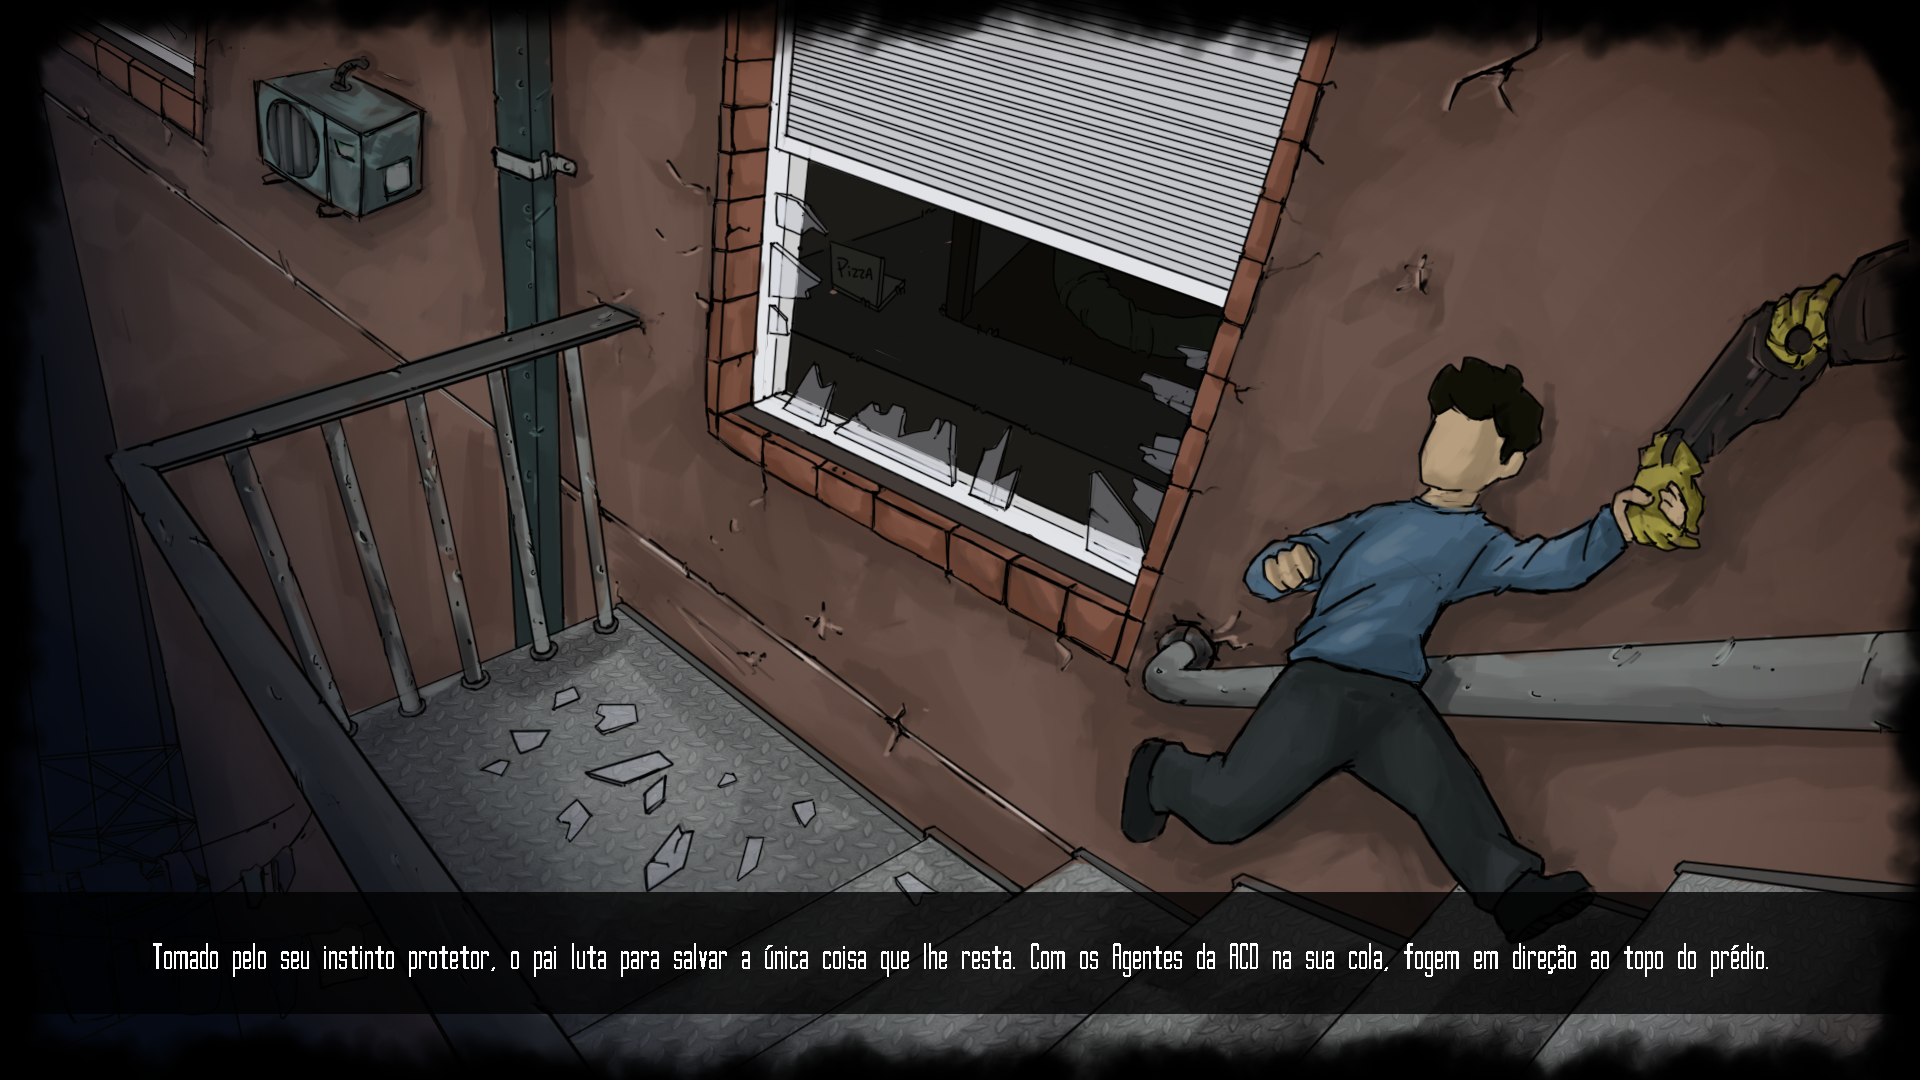 PizzA
Tomado pelo seu instinto protetor, o pai luta para salvar a única coisa que lhe resta. Com os Agentes da ACD na sua cola, fogem em direção ao topo do prédio.